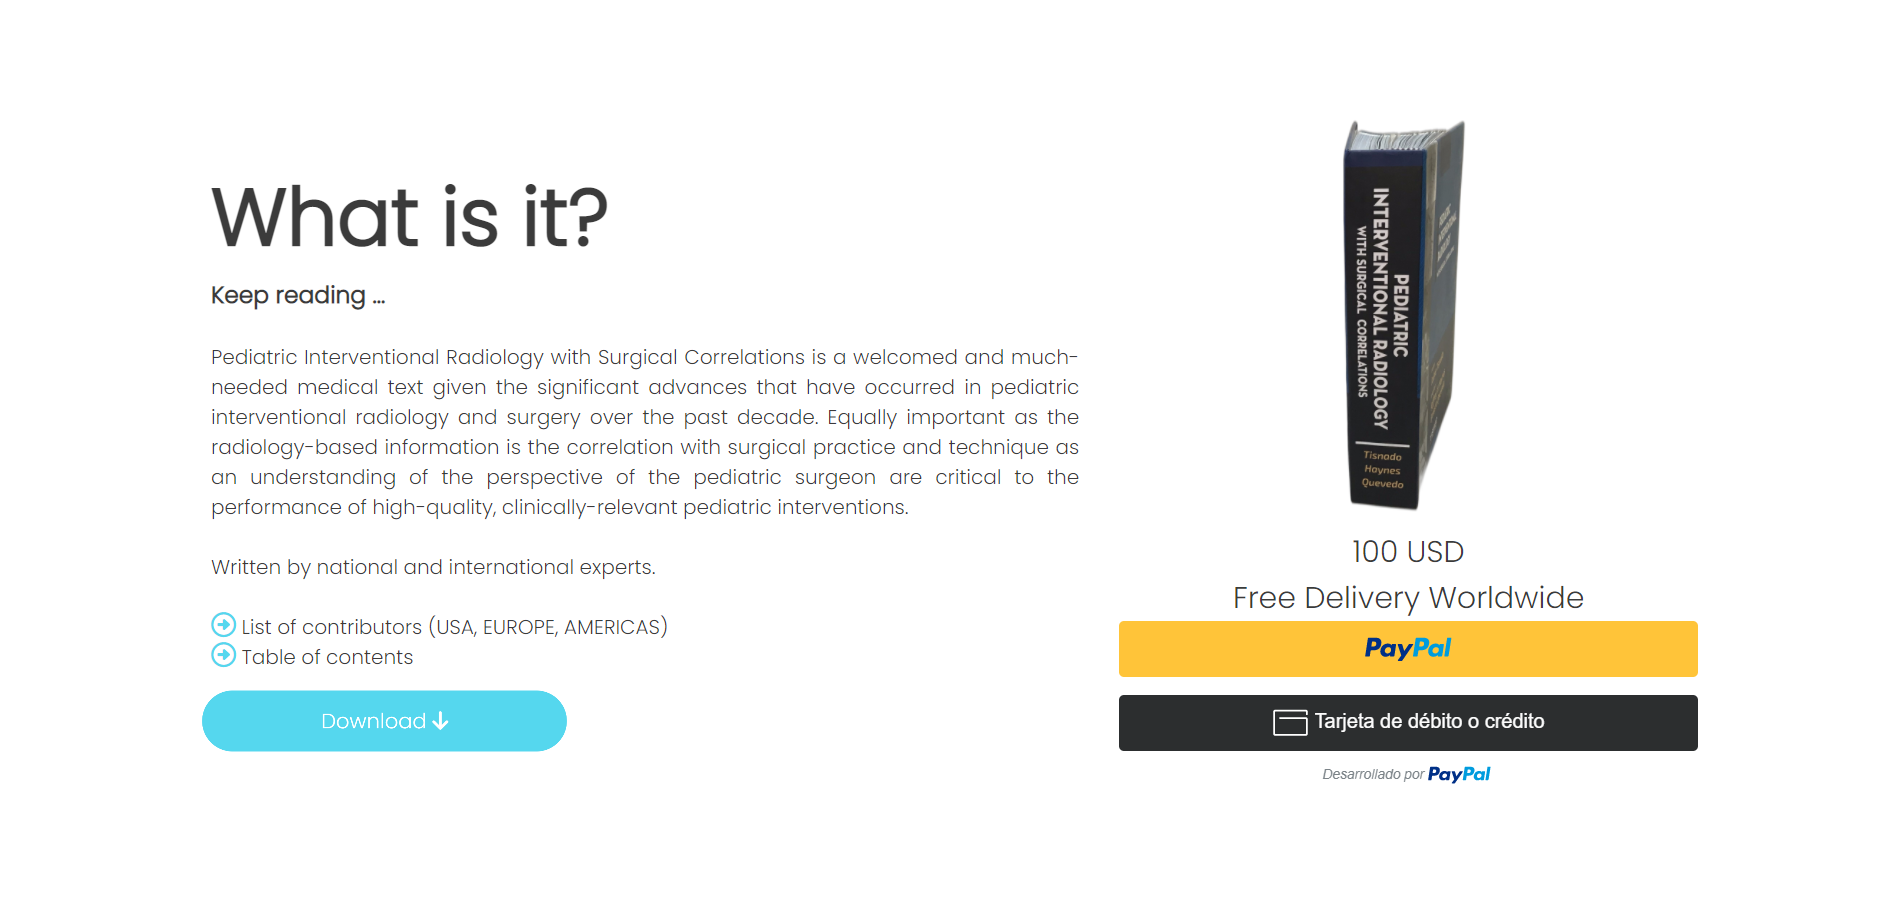 What is it?
Keep reading ...
Pediatric Interventional Radiology with Surgical Correlations is a welcomed and much-
needed medical text given the significant advances that have occurred in pediatric
interventional radiology and surgery over the past decade. Equally important as the
radiology-based information is the correlation with surgical practice and technique as
an understanding of the perspective of the pediatric surgeon are critical to the
performance of high-quality, clinically-relevant pediatric interventions.
Written by national and international experts.
List of contributors (USA, EUROPE, AMERICAS)
Table of contents
Download
PEDIATRIC
INTERVENTIONAL RADIOLOGY
WITH SURGICAL CORRELATIONS
Tisnado
Haynes
Quevedo
100 USD
Free Delivery Worldwide
PayPal
Tarjeta de débito o crédito
Desarrollado por PayPal